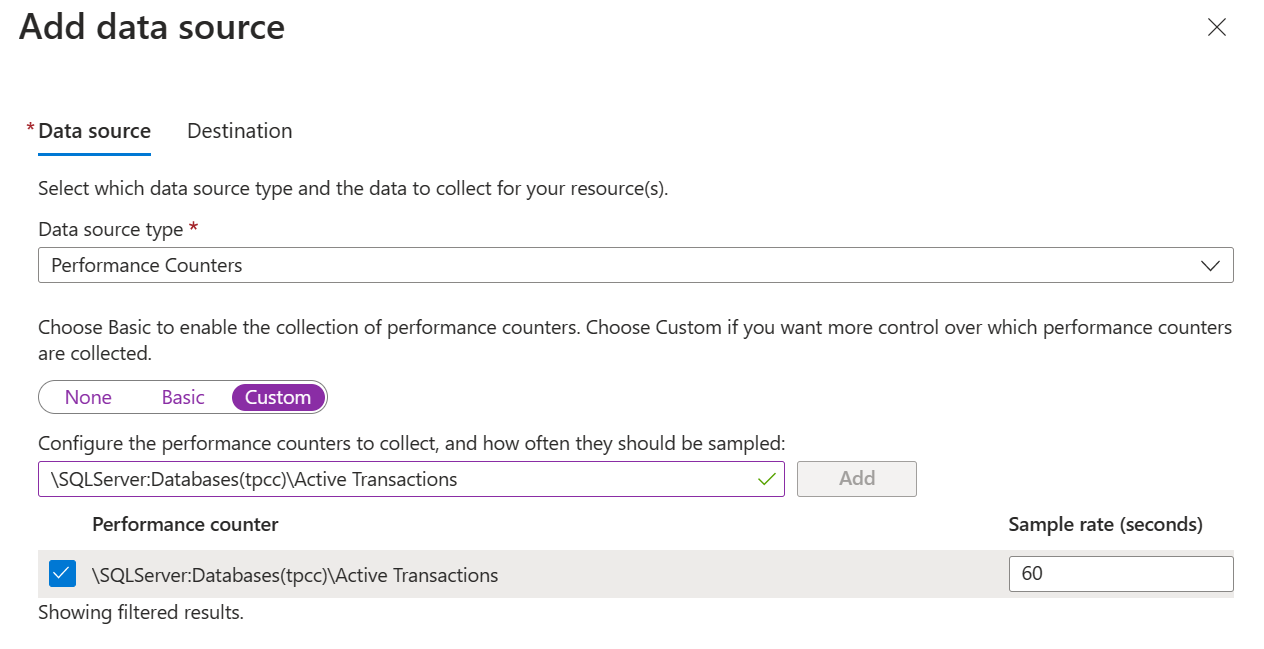 Add data source
* Data source Destination
Select which data source type and the data to collect for your resource(s).
Data source type *
Performance Counters
Choose Basic to enable the collection of performance counters. Choose Custom if you want more control over which performance counters
are collected.
None Basic Custom
Configure the performance counters to collect, and how often they should be sampled:
\SQLServer:Databases(tpcc)\Active Transactions Add
Performance counter Sample rate (seconds)
\SQLServer:Databases(tpcc)\Active Transactions 60
Showing filtered results.